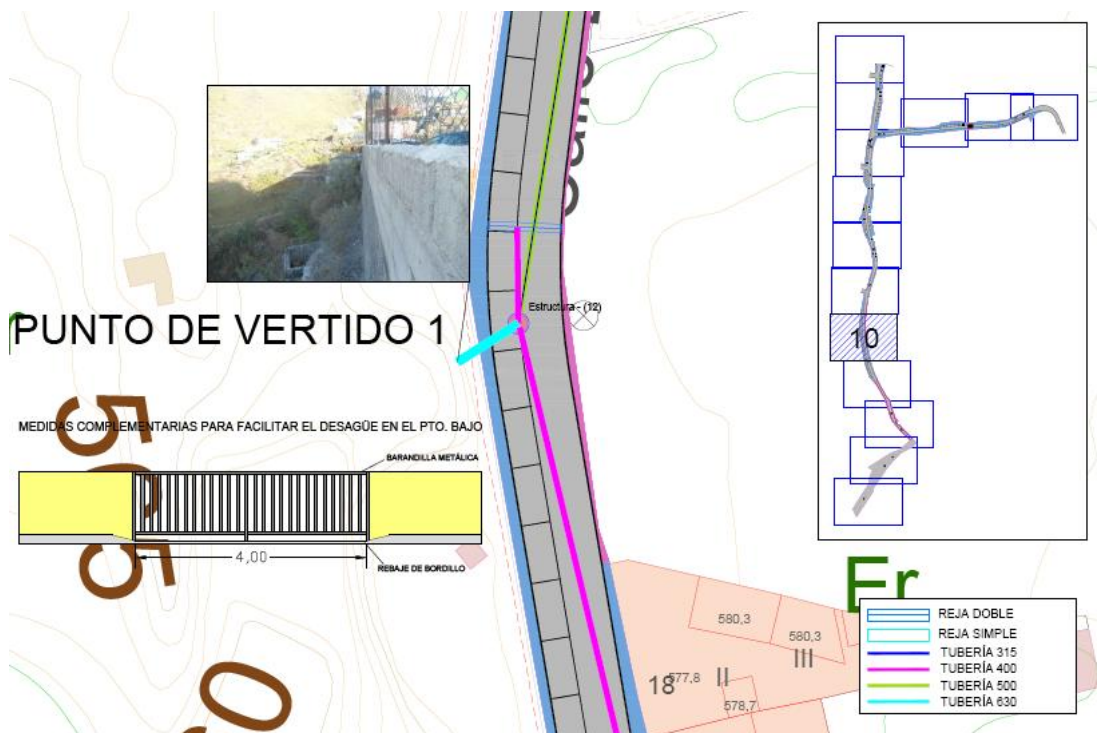 Calle
Estructura - (12)
PUNTO DE VERTIDO 1
10
MEDIDAS COMPLEMENTARIAS PARA FACILITAR EL DESAGÜE EN EL PTO. BAJO
BARANDILLA METÁLICA
4,00
REBAJE DE BORDILLO
565
Er
580,3
580,3
III
II
18
577,8
578,7
REJA DOBLE
REJA SIMPLE
TUBERÍA 315
TUBERÍA 400
TUBERÍA 500
TUBERÍA 630